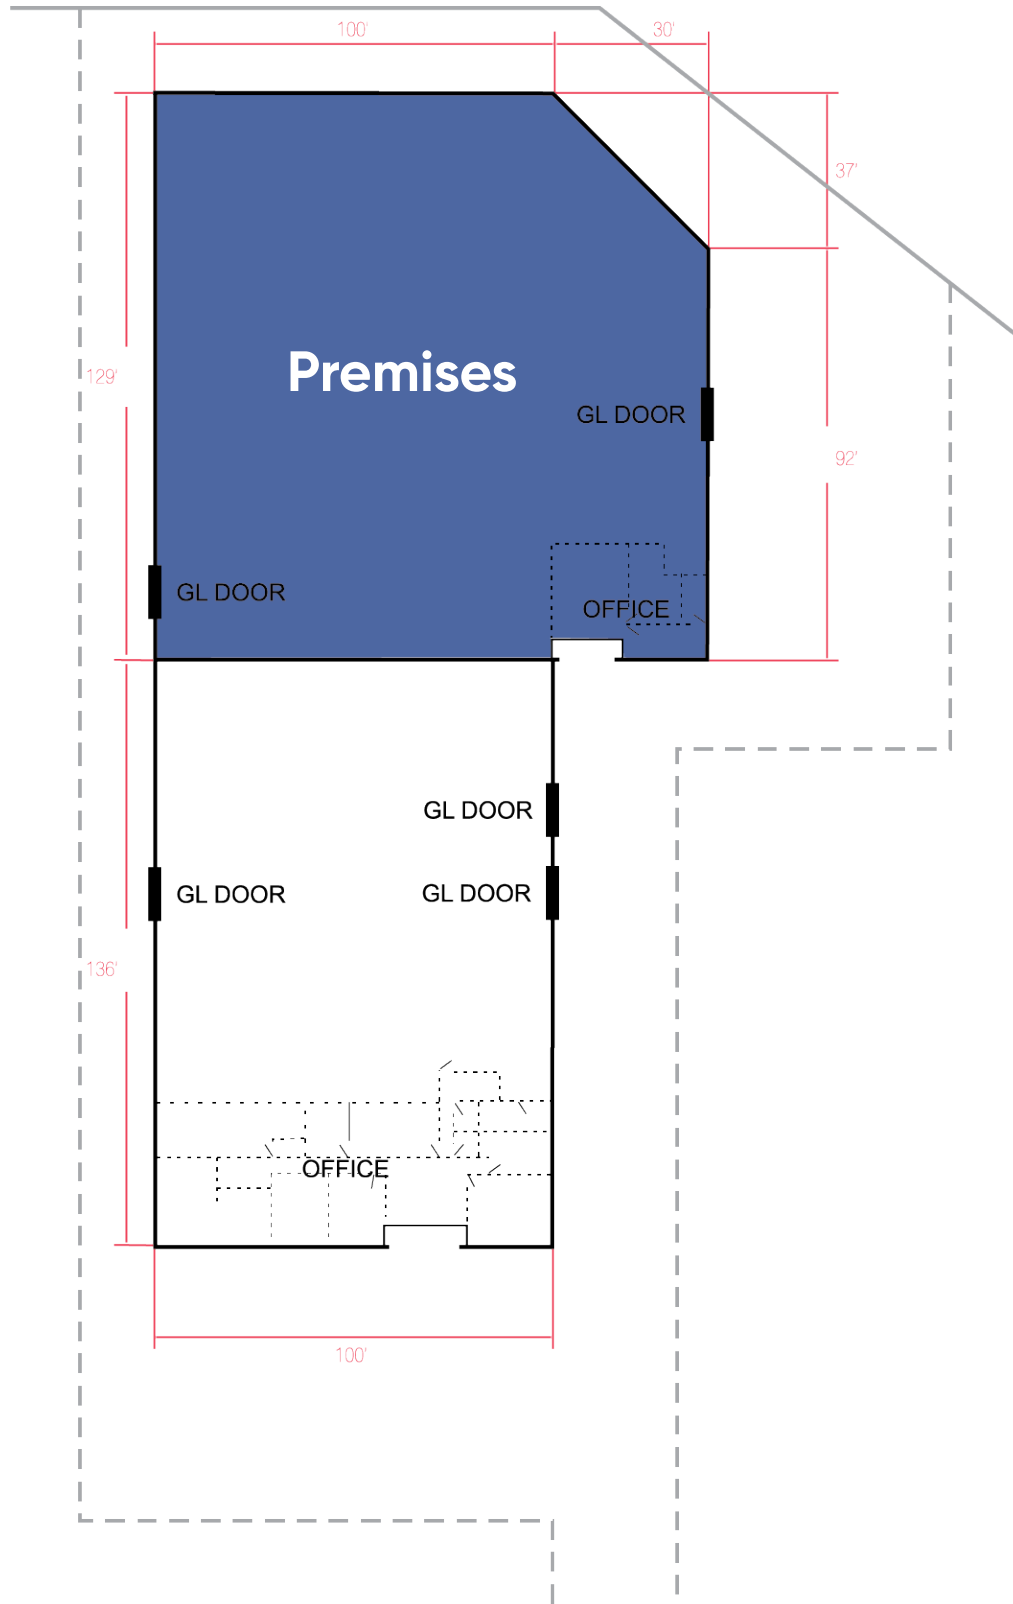 100'
30'
37'
Premises
129'
GL DOOR
92'
GL DOOR
OFFICE
GL DOOR
GL DOOR
GL DOOR
136'
OFFICE
100'